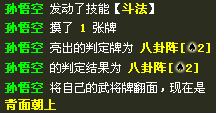 孙悟空 发动了技能【斗法】
孙悟空 摸了 1 张牌
孙悟空 亮出的判定牌为 八卦阵[♠2]
孙悟空 的判定结果为 八卦阵[♠2]
孙悟空 将自己的武将牌翻面，现在是
背面朝上